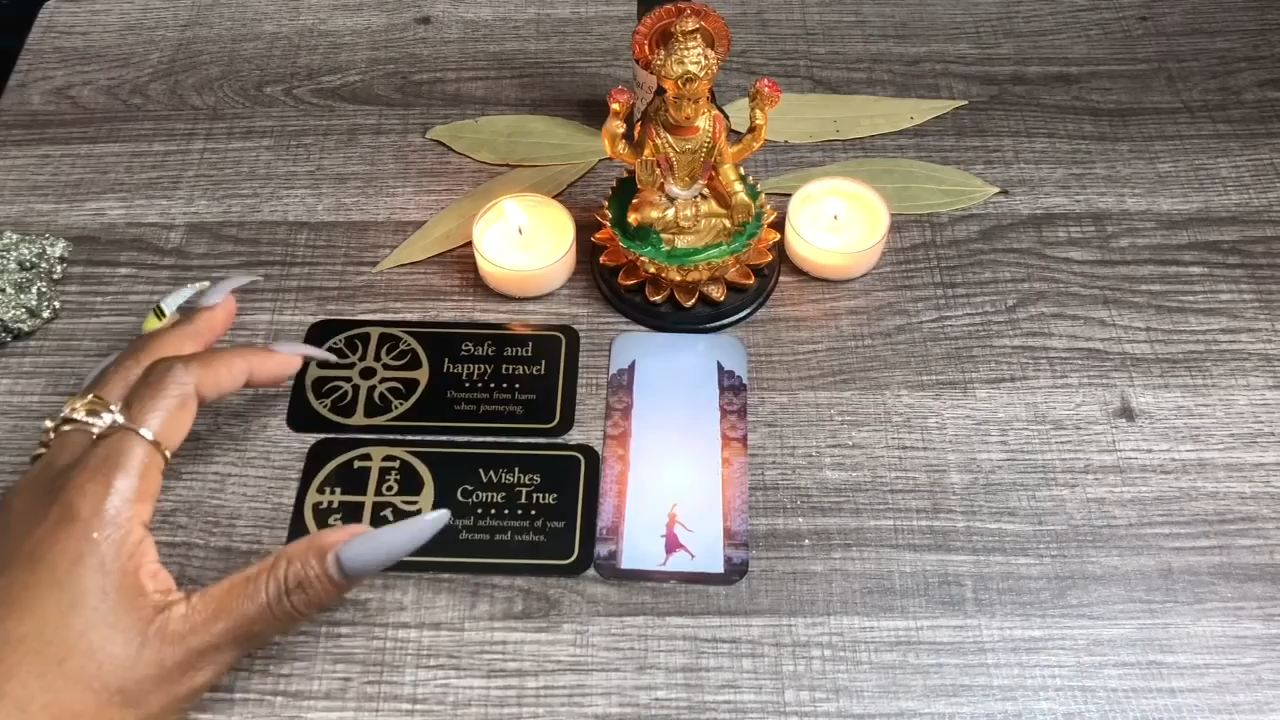 Safe and
happy travel
Protection from harm
when journeying.
Wishes
Come True
Rapid achievement of your
dreams and wishes.